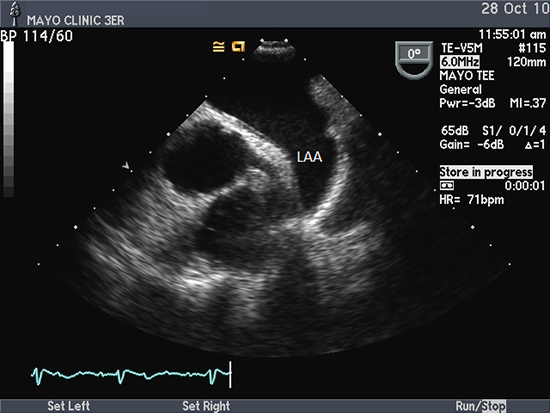 MAYO CLINIC 3ER
28 Oct 10
BP 114/60
11:55:01 am
TE-V5M #115
6.0MHz 120mm
MAYO TEE
General
Pwr=-3dB MI=.37
65dB S1/ 0/1/4
Gain= -6dB Δ=1
Store in progress
0:00:01
HR= 71bpm
0°
LAA
Set Left Set Right Run/Stop